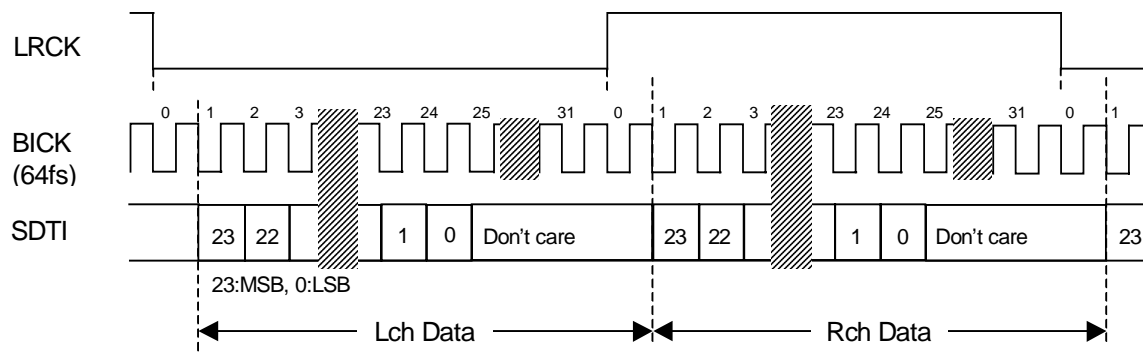 LRCK
0 1 2 3 23 24 25 31 0 1 2 3 23 24 25 31 0 1
BICK
(64fs)
SDTI
23 22 1 0 Don't care 23 22 1 0 Don't care 23
23:MSB, 0:LSB
Lch Data Rch Data